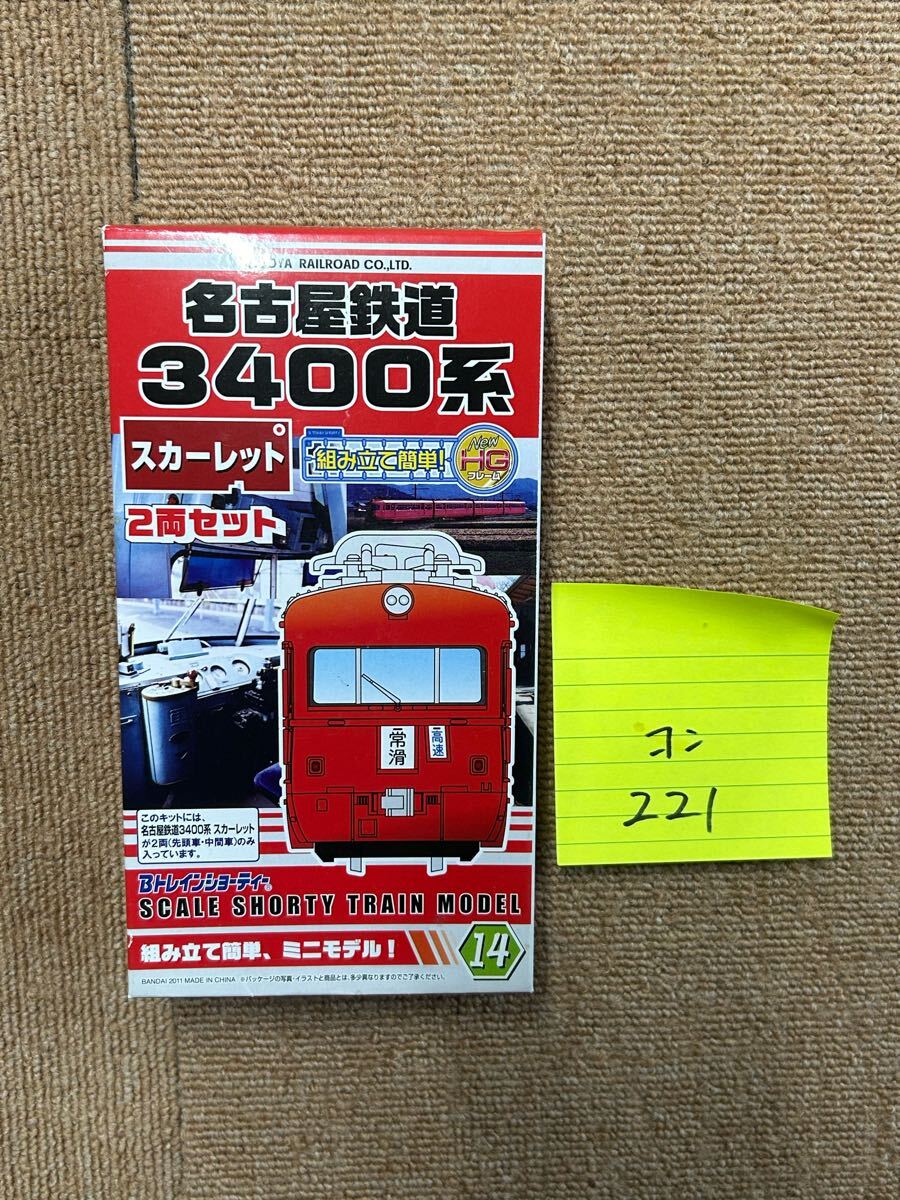 OYA RAILROAD CO.,LTD.
名古屋鉄道
3400系
スカーレット
2両セット
組み立て簡単!
New
HG
フレーム
高速
常滑
このキットには、
名古屋鉄道3400系 スカーレット
が2両(先頭車・中間車)のみ
入っています。
Bトレインショーティー®
SCALE SHORTY TRAIN MODEL
組み立て簡単、ミニモデル!
14
BANDAI 2011 MADE IN CHINA ※パッケージの写真・イラストと商品とは、多少異なりますのでご了承ください。
コン
221